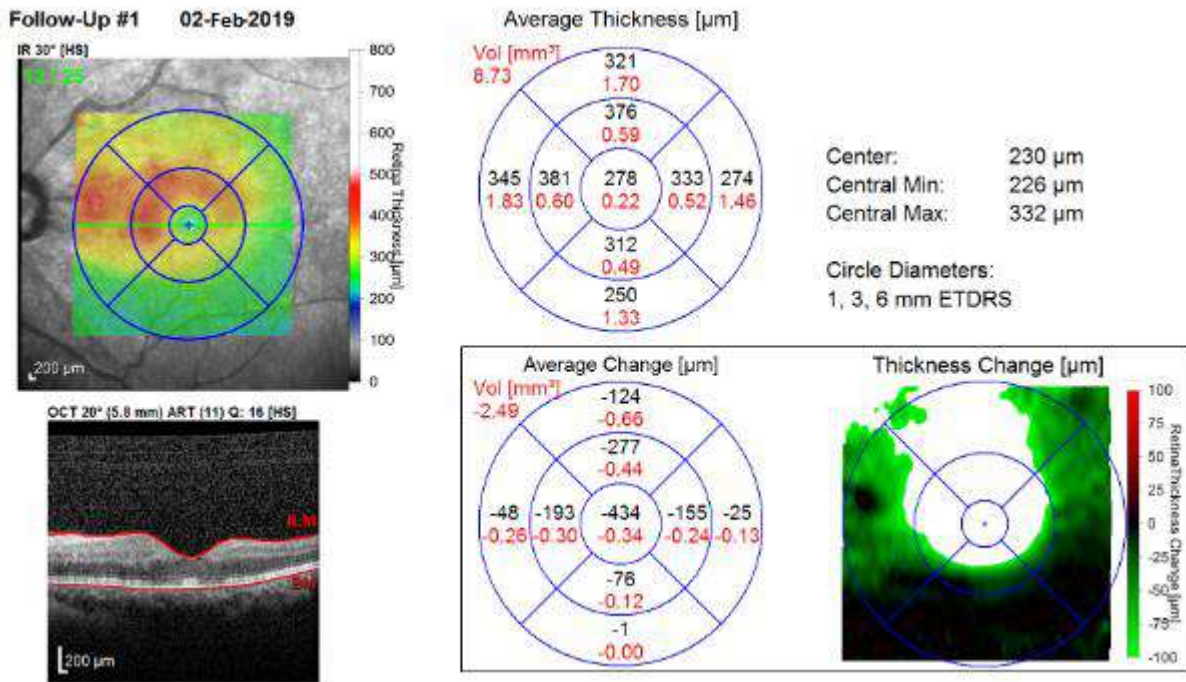 Follow-Up #1 02-Feb-2019
IR 30° [HS]
800
700
600
500
400
300
200
100
0
Retina Thickness [µm]
200 µm
OCT 20° (5.8 mm) ART (11) Q: 16 [HS]
ILM
200 µm
Average Thickness [µm]
Vol [mm³]
8.73
321
1.70
376
0.59
345 381 278 333 274
1.83 0.60 0.22 0.52 1.46
312
0.49
250
1.33
Center: 230 µm
Central Min: 226 µm
Central Max: 332 µm
Circle Diameters:
1, 3, 6 mm ETDRS
Average Change [µm]
Vol [mm³]
-2.49
-124
-0.66
-277
-0.44
-48 -193 -434 -155 -25
-0.26 -0.30 -0.34 -0.24 -0.13
-76
-0.12
-1
-0.00
Thickness Change [µm]
100
75
50
25
0
-25
-50
-75
-100
RetinaThickness Change [µm]